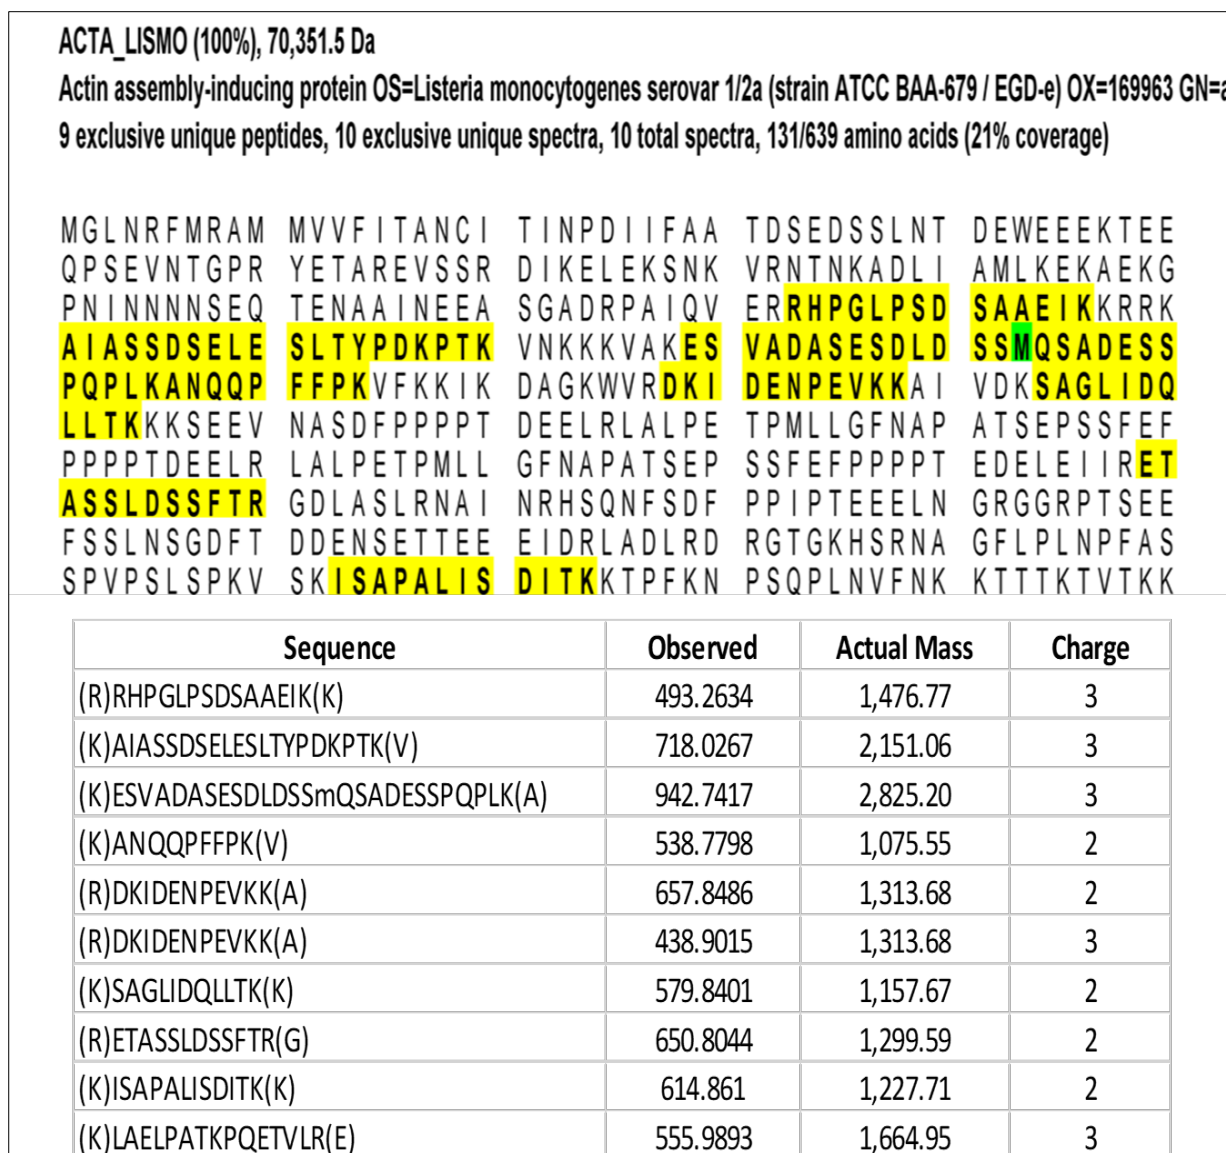 ACTA_LISMO (100%), 70,351.5 Da
Actin assembly-inducing protein OS=Listeria monocytogenes serovar 1/2a (strain ATCC BAA-679 / EGD-e) OX=169963 GN=a
9 exclusive unique peptides, 10 exclusive unique spectra, 10 total spectra, 131/639 amino acids (21% coverage)
MGLNRFMRAM MVVFITANCI TINPDIIFAA TDSEDSSLNT DEWEEEKTEE
QPSEVNTGPR YETAREVSSR DIKELEKSNK VRNTNKADLI AMLKEKAEKG
PNINNNNSEQ TENAAINEEA SGADRPAIQV ERRHPGLPSD SAAEIKKRRK
AIASSDSELE SLTYPDKPTK VNKKKVAKES VADASESDLD SSMQSADESS
PQPLKANQQP FFPKVFKKIK DAGKWVRDKI DENPEVKKAI VDKSAGLIDQ
LLTKKKSEEV NASDFPPPPT DEELRLALPE TPMLLGFNAP ATSEPSSFEF
PPPPTDEELR LALPETPMLL GFNAPATSEP SSFEFPPPPT EDELEIIRET
ASSLDSSFTR GDLASLRNAI NRHSQNFSDF PPIPTEEELN GRGGRPTSEE
FSSLNSGDFT DDENSETTEE EIDRLADLRD RGTGKHSRNA GFLPLNPFAS
SPVPSLSPKV SKISAPALIS DITKKTPFKN PSQPLNVFNK KTTTKTVTKK
Sequence Observed Actual Mass Charge
(R)RHPGLPSDSAAEIK(K) 493.2634 1,476.77 3
(K)AIASSDSELESLTYPDKPTK(V) 718.0267 2,151.06 3
(K)ESVADASESDLDSSmQSADESSPQPLK(A) 942.7417 2,825.20 3
(K)ANQQPFFPK(V) 538.7798 1,075.55 2
(R)DKIDENPEVKK(A) 657.8486 1,313.68 2
(R)DKIDENPEVKK(A) 438.9015 1,313.68 3
(K)SAGLIDQLLTK(K) 579.8401 1,157.67 2
(R)ETASSLDSSFTR(G) 650.8044 1,299.59 2
(K)ISAPALISDITK(K) 614.861 1,227.71 2
(K)LAELPATKPQETVLR(E) 555.9893 1,664.95 3